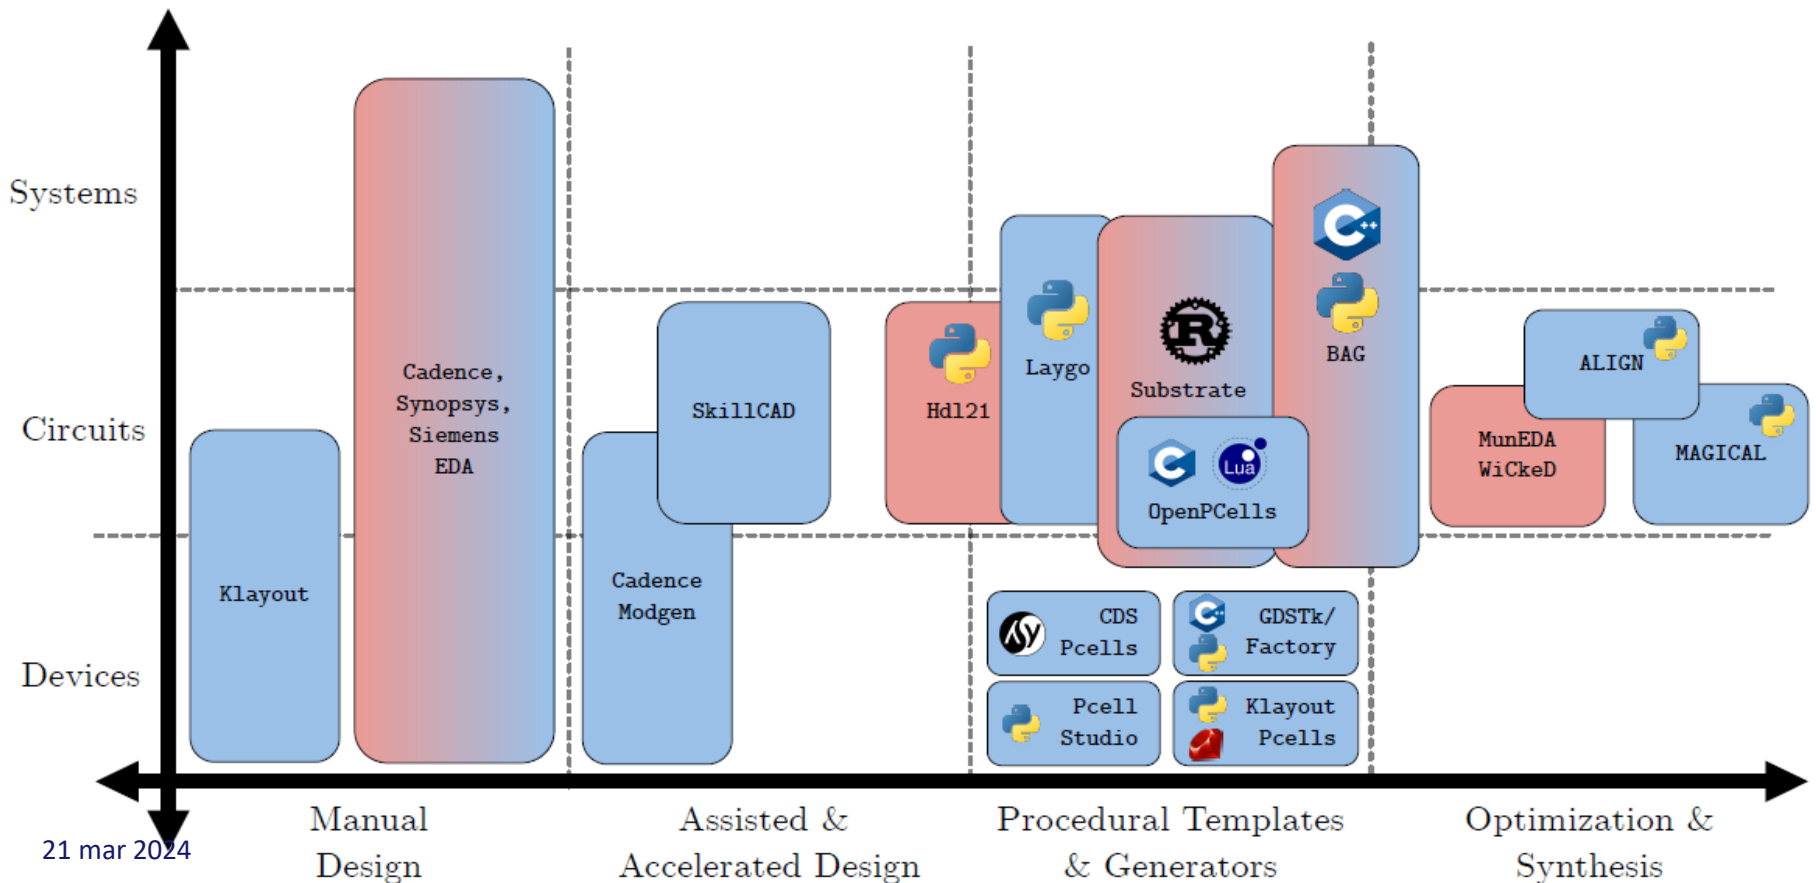 Systems
Circuits
Devices
Klayout
Cadence,
Synopsys,
Siemens
EDA
SkillCAD
Cadence
Modgen
Hdl21
Laygo
R
Substrate
C
Lua
OpenPCells
C++
BAG
CDS
Pcells
C++
GDSTk/
Factory
Pcell
Studio
Klayout
Pcells
ALIGN
MunEDA
WiCkeD
MAGICAL
Manual
Design
Assisted &
Accelerated Design
Procedural Templates
& Generators
Optimization &
Synthesis
21 mar 2024